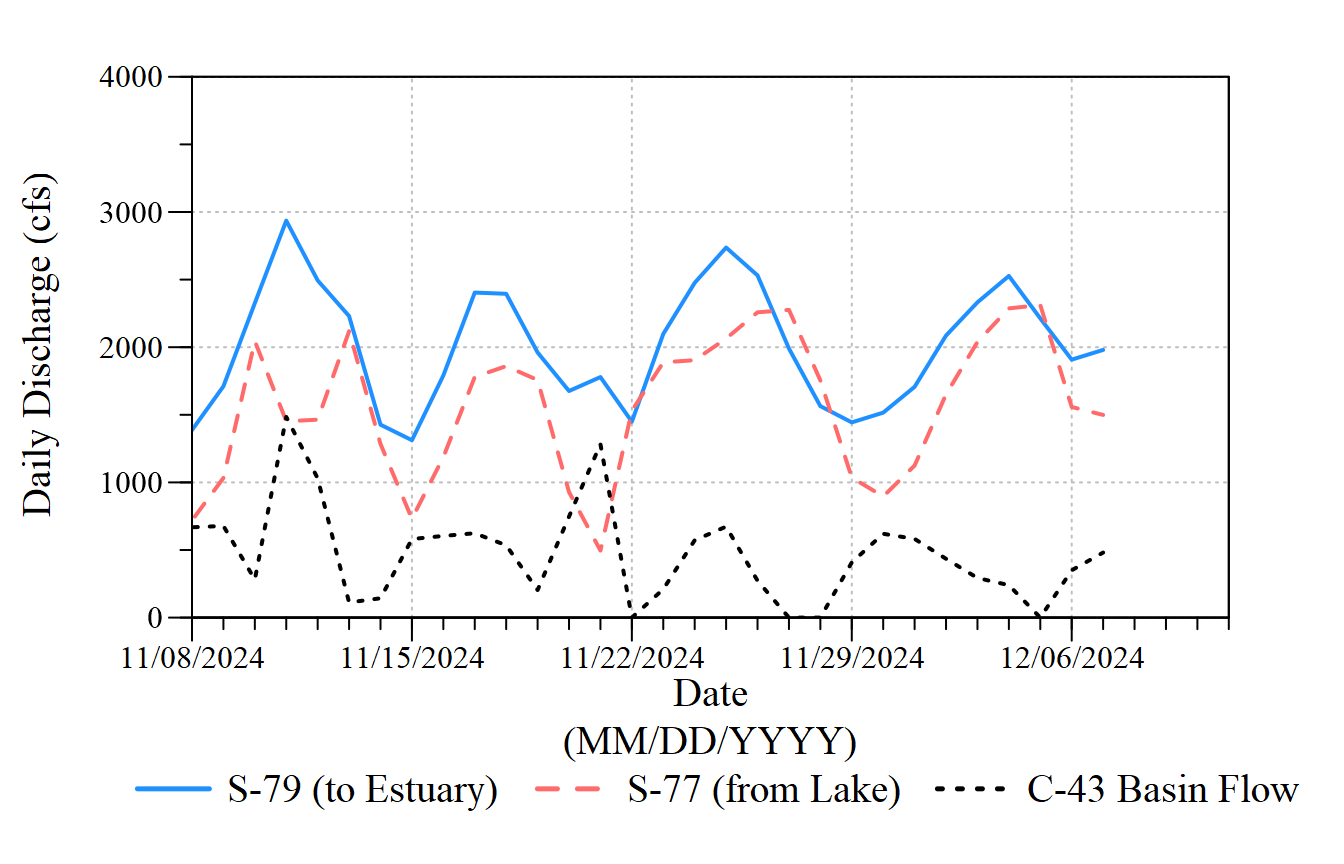 4000
3000
2000
1000
0
Daily Discharge (cfs)
11/08/2024 11/15/2024 11/22/2024 11/29/2024 12/06/2024
Date
(MM/DD/YYYY)
S-79 (to Estuary) S-77 (from Lake) C-43 Basin Flow